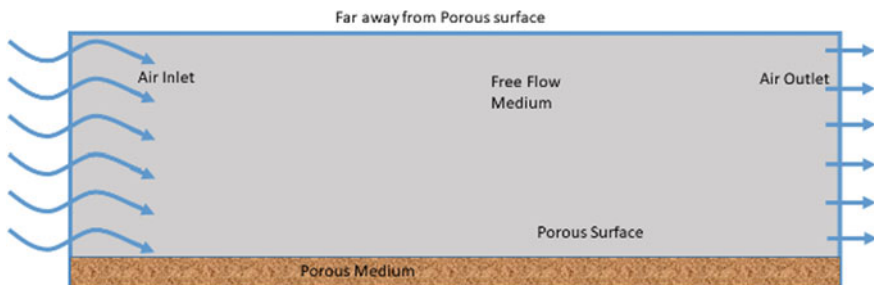 Far away from Porous surface
Air Inlet
Free Flow
Medium
Air Outlet
Porous Surface
Porous Medium